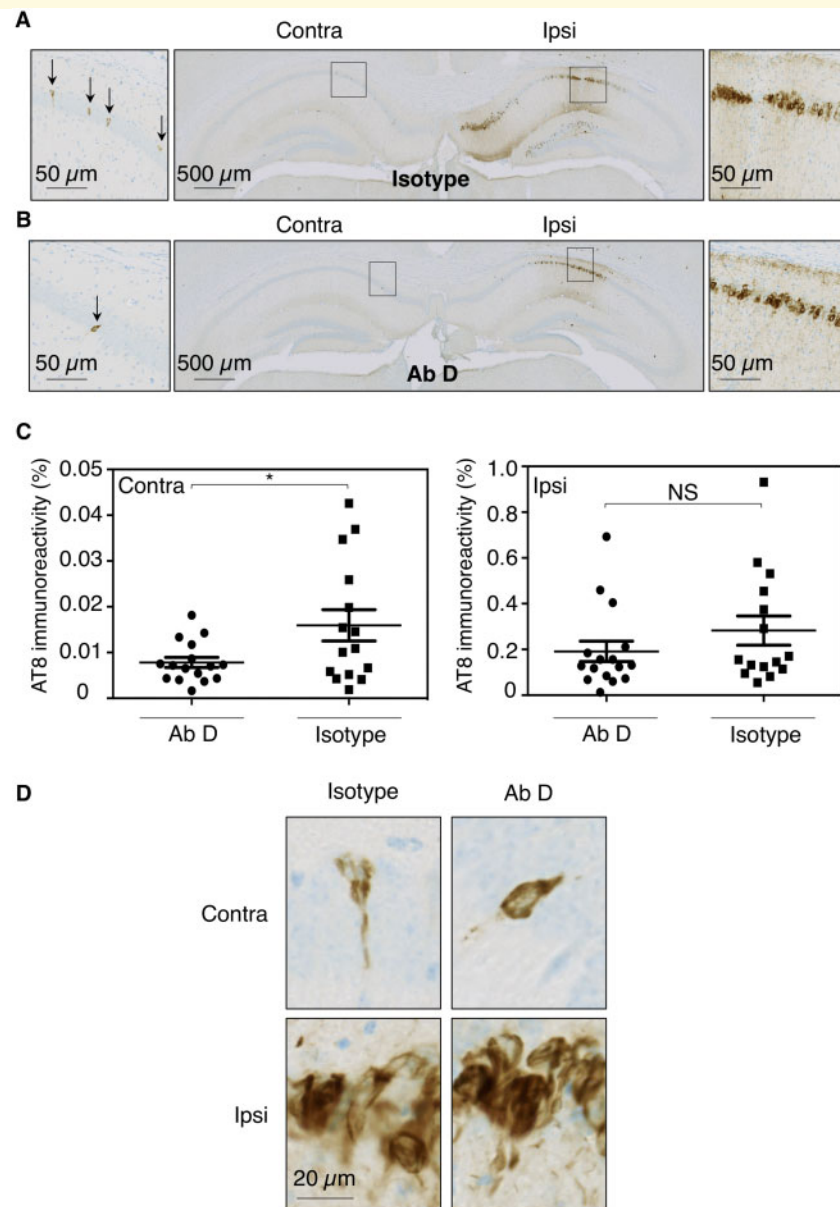 A
Contra Ipsi
50 µm 500 µm Isotype 50 µm
B
Contra Ipsi
50 µm 500 µm Ab D 50 µm
C
AT8 immunoreactivity (%)
0.05
0.04
0.03
0.02
0.01
0
Contra
*
Ab D Isotype
AT8 immunoreactivity (%)
1.0
0.8
0.6
0.4
0.2
0
Ipsi
NS
Ab D Isotype
D
Isotype Ab D
Contra
Ipsi
20 µm